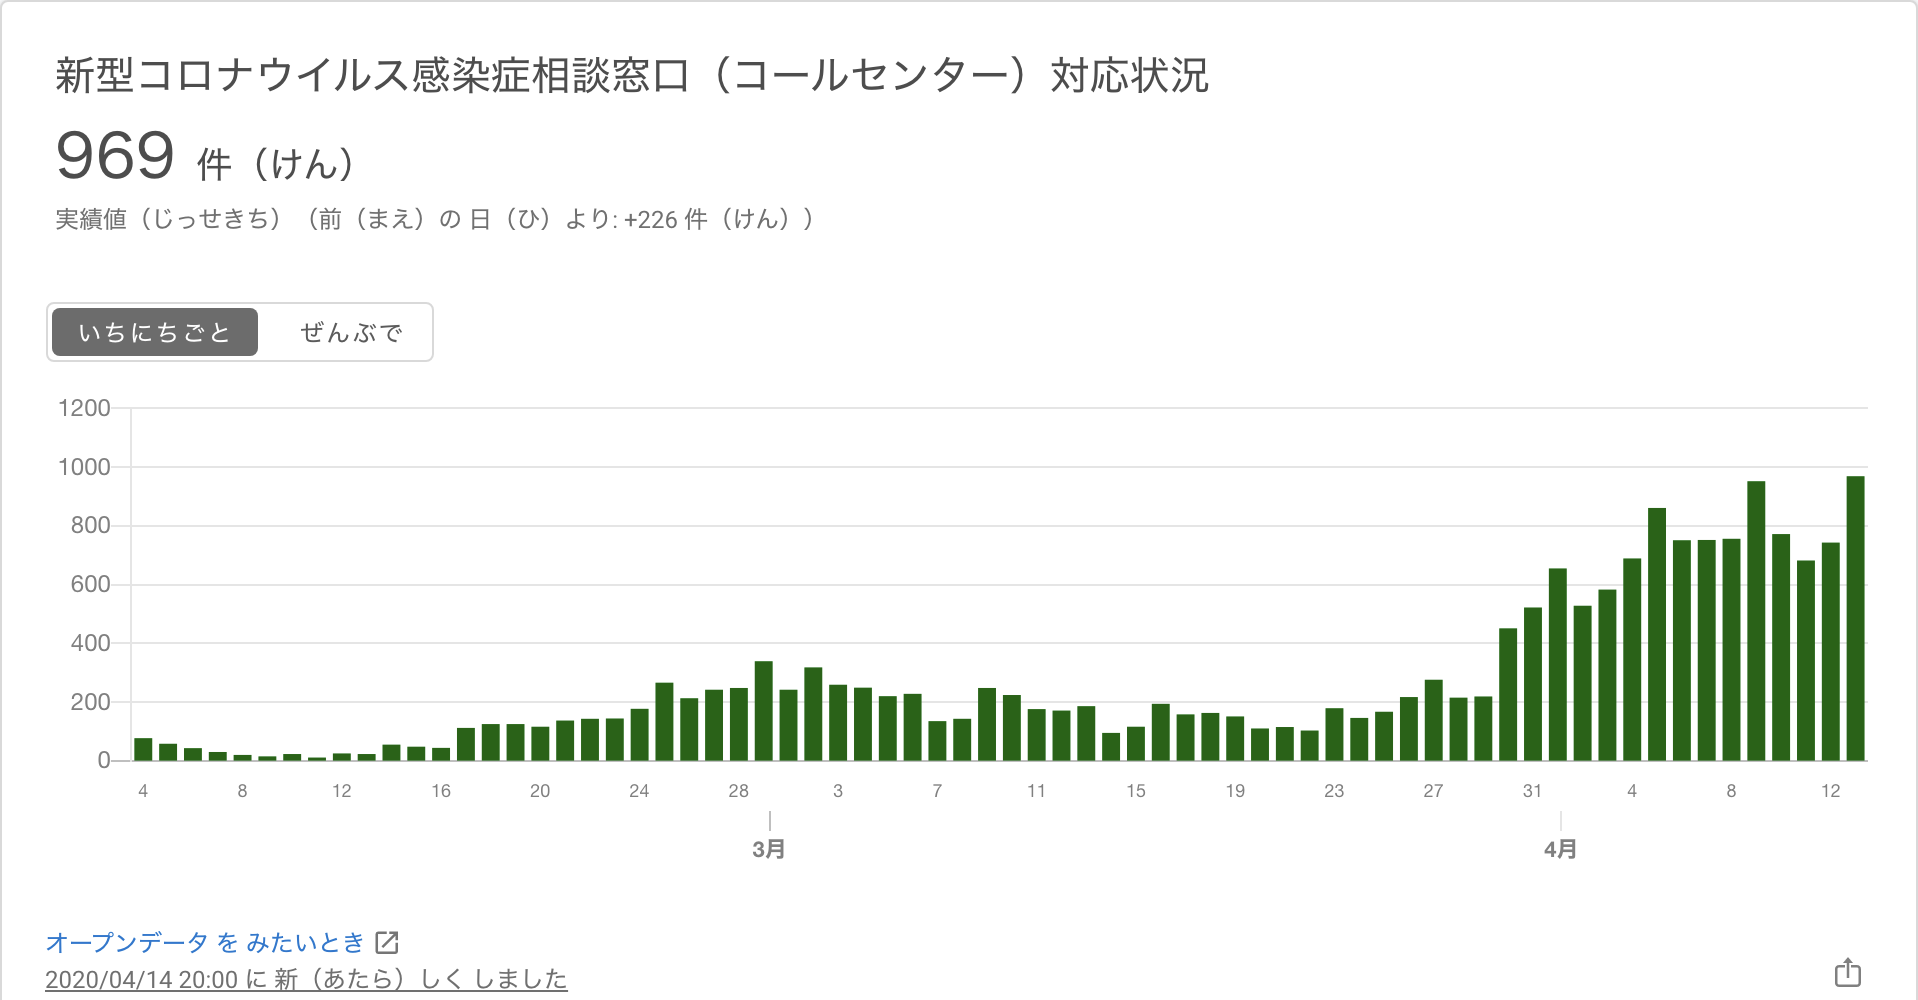 新型コロナウイルス感染症相談窓口（コールセンター）対応状況
969 件（けん）
実績値（じっせきち）（前（まえ）の 日（ひ）より: +226 件（けん））
いちにちごと ぜんぶで
1200
1000
800
600
400
200
0
4 8 12 16 20 24 28 3 7 11 15 19 23 27 31 4 8 12
3月 4月
オープンデータ を みたいとき
2020/04/14 20:00 に 新（あたら）しく しました